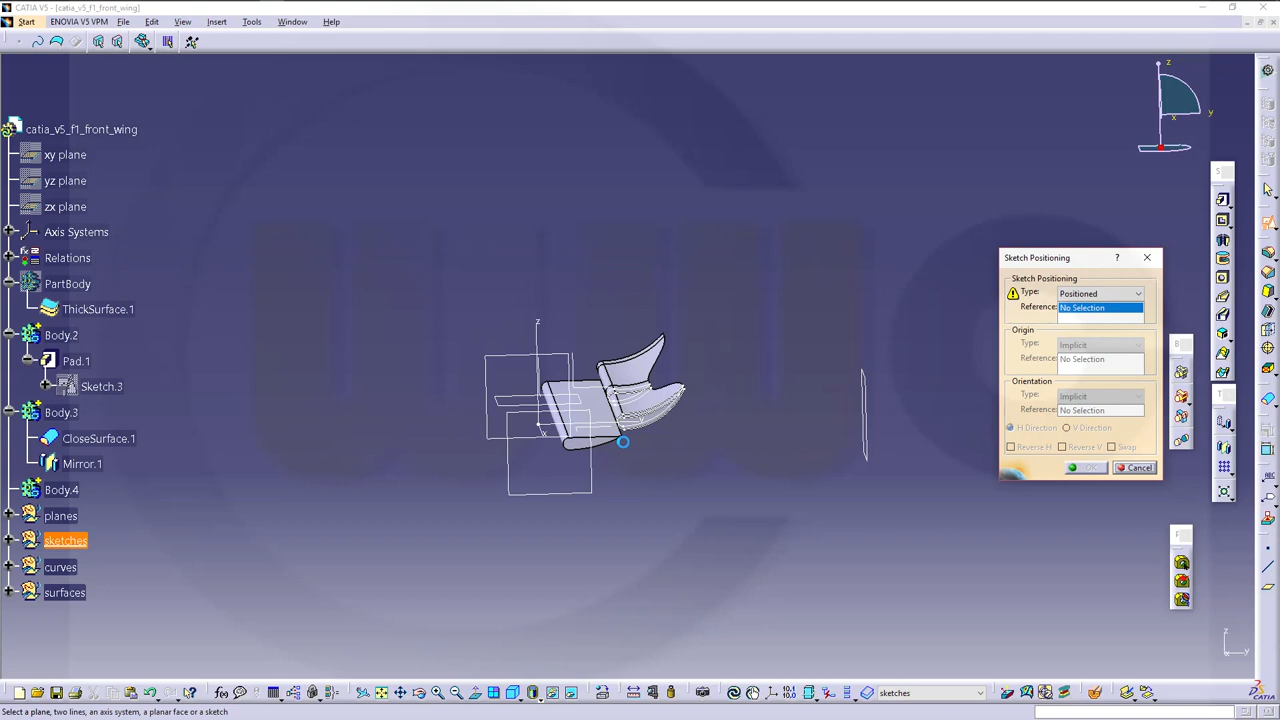 CATIA V5 - [catia_v5_f1_front_wing]
Start ENOVIA V5 VPM File Edit View Insert Tools Window Help
catia_v5_f1_front_wing
xy plane
yz plane
zx plane
Axis Systems
Relations
PartBody
ThickSurface.1
Body.2
Pad.1
Sketch.3
Body.3
CloseSurface.1
Mirror.1
Body.4
planes
sketches
curves
surfaces
z
z
y
x
Sketch Positioning
Sketch Positioning
Type: Positioned
Reference: No Selection
Origin
Type: Implicit
Reference: No Selection
Orientation
Type: Implicit
Reference: No Selection
H Direction V Direction
Reverse H Reverse V Swap
OK Cancel
S
B
T
F
z
y
x
sketches
CATIA
Select a plane, two lines, an axis system, a planar face or a sketch